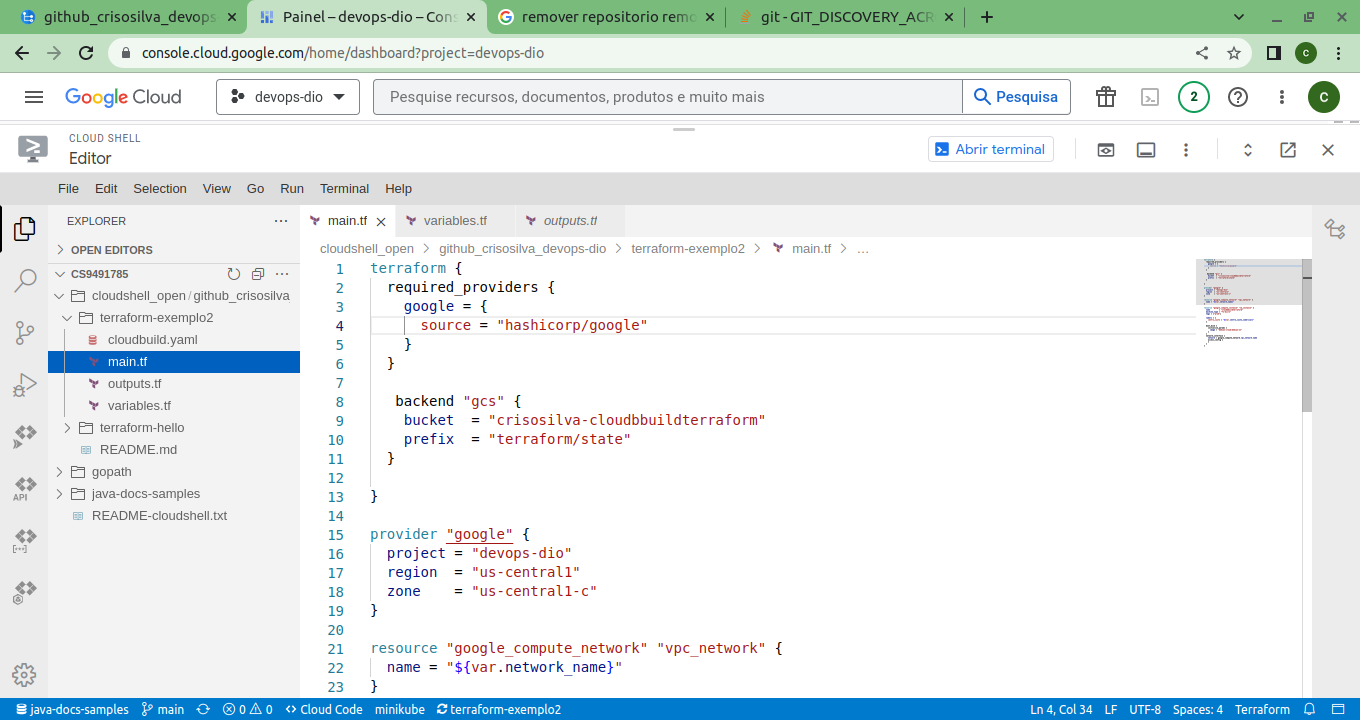 github_crisosilva_devops
Painel – devops-dio – Cons
remover repositorio remo
git - GIT_DISCOVERY_ACR
console.cloud.google.com/home/dashboard?project=devops-dio
C
Google Cloud
devops-dio
Pesquise recursos, documentos, produtos e muito mais
Pesquisa
2
C
CLOUD SHELL
Editor
Abrir terminal
File Edit Selection View Go Run Terminal Help
EXPLORER
OPEN EDITORS
CS9491785
cloudshell_open / github_crisosilva
terraform-exemplo2
cloudbuild.yaml
main.tf
outputs.tf
variables.tf
terraform-hello
README.md
gopath
java-docs-samples
README-cloudshell.txt
API
main.tf
variables.tf
outputs.tf
cloudshell_open > github_crisosilva_devops-dio > terraform-exemplo2 > main.tf > ...
1 terraform {
2 required_providers {
3 google = {
4 source = "hashicorp/google"
5 }
6 }
7
8 backend "gcs" {
9 bucket = "crisosilva-cloudbbuildterraform"
10 prefix = "terraform/state"
11 }
12
13 }
14
15 provider "google" {
16 project = "devops-dio"
17 region = "us-central1"
18 zone = "us-central1-c"
19 }
20
21 resource "google_compute_network" "vpc_network" {
22 name = "${var.network_name}"
23 }
java-docs-samples main 0 0 Cloud Code minikube terraform-exemplo2 Ln 4, Col 34 LF UTF-8 Spaces: 4 Terraform